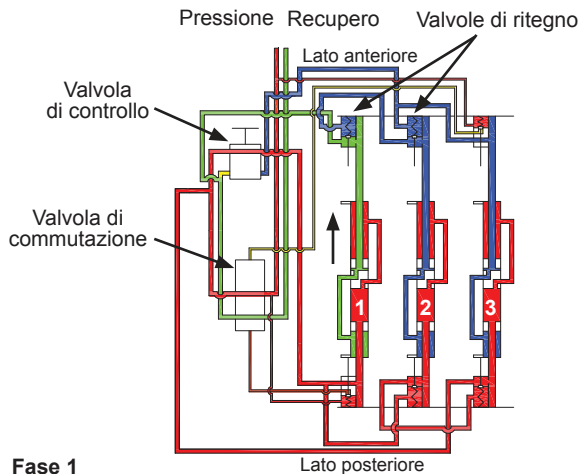 Pressione Recupero
Valvole di ritegno
Lato anteriore
Valvola
di controllo
Valvola di
commutazione
1 2 3
Fase 1
Lato posteriore